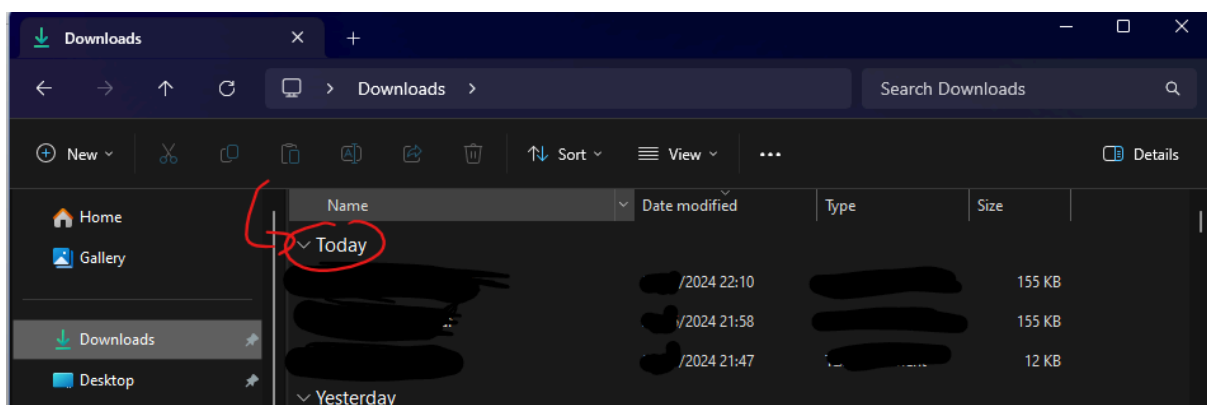 Downloads
Downloads
Search Downloads
New
Sort
View
Details
Home
Gallery
Downloads
Desktop
Name
Date modified
Type
Size
Today
/2024 22:10
155 KB
/2024 21:58
155 KB
/2024 21:47
12 KB
Yesterday